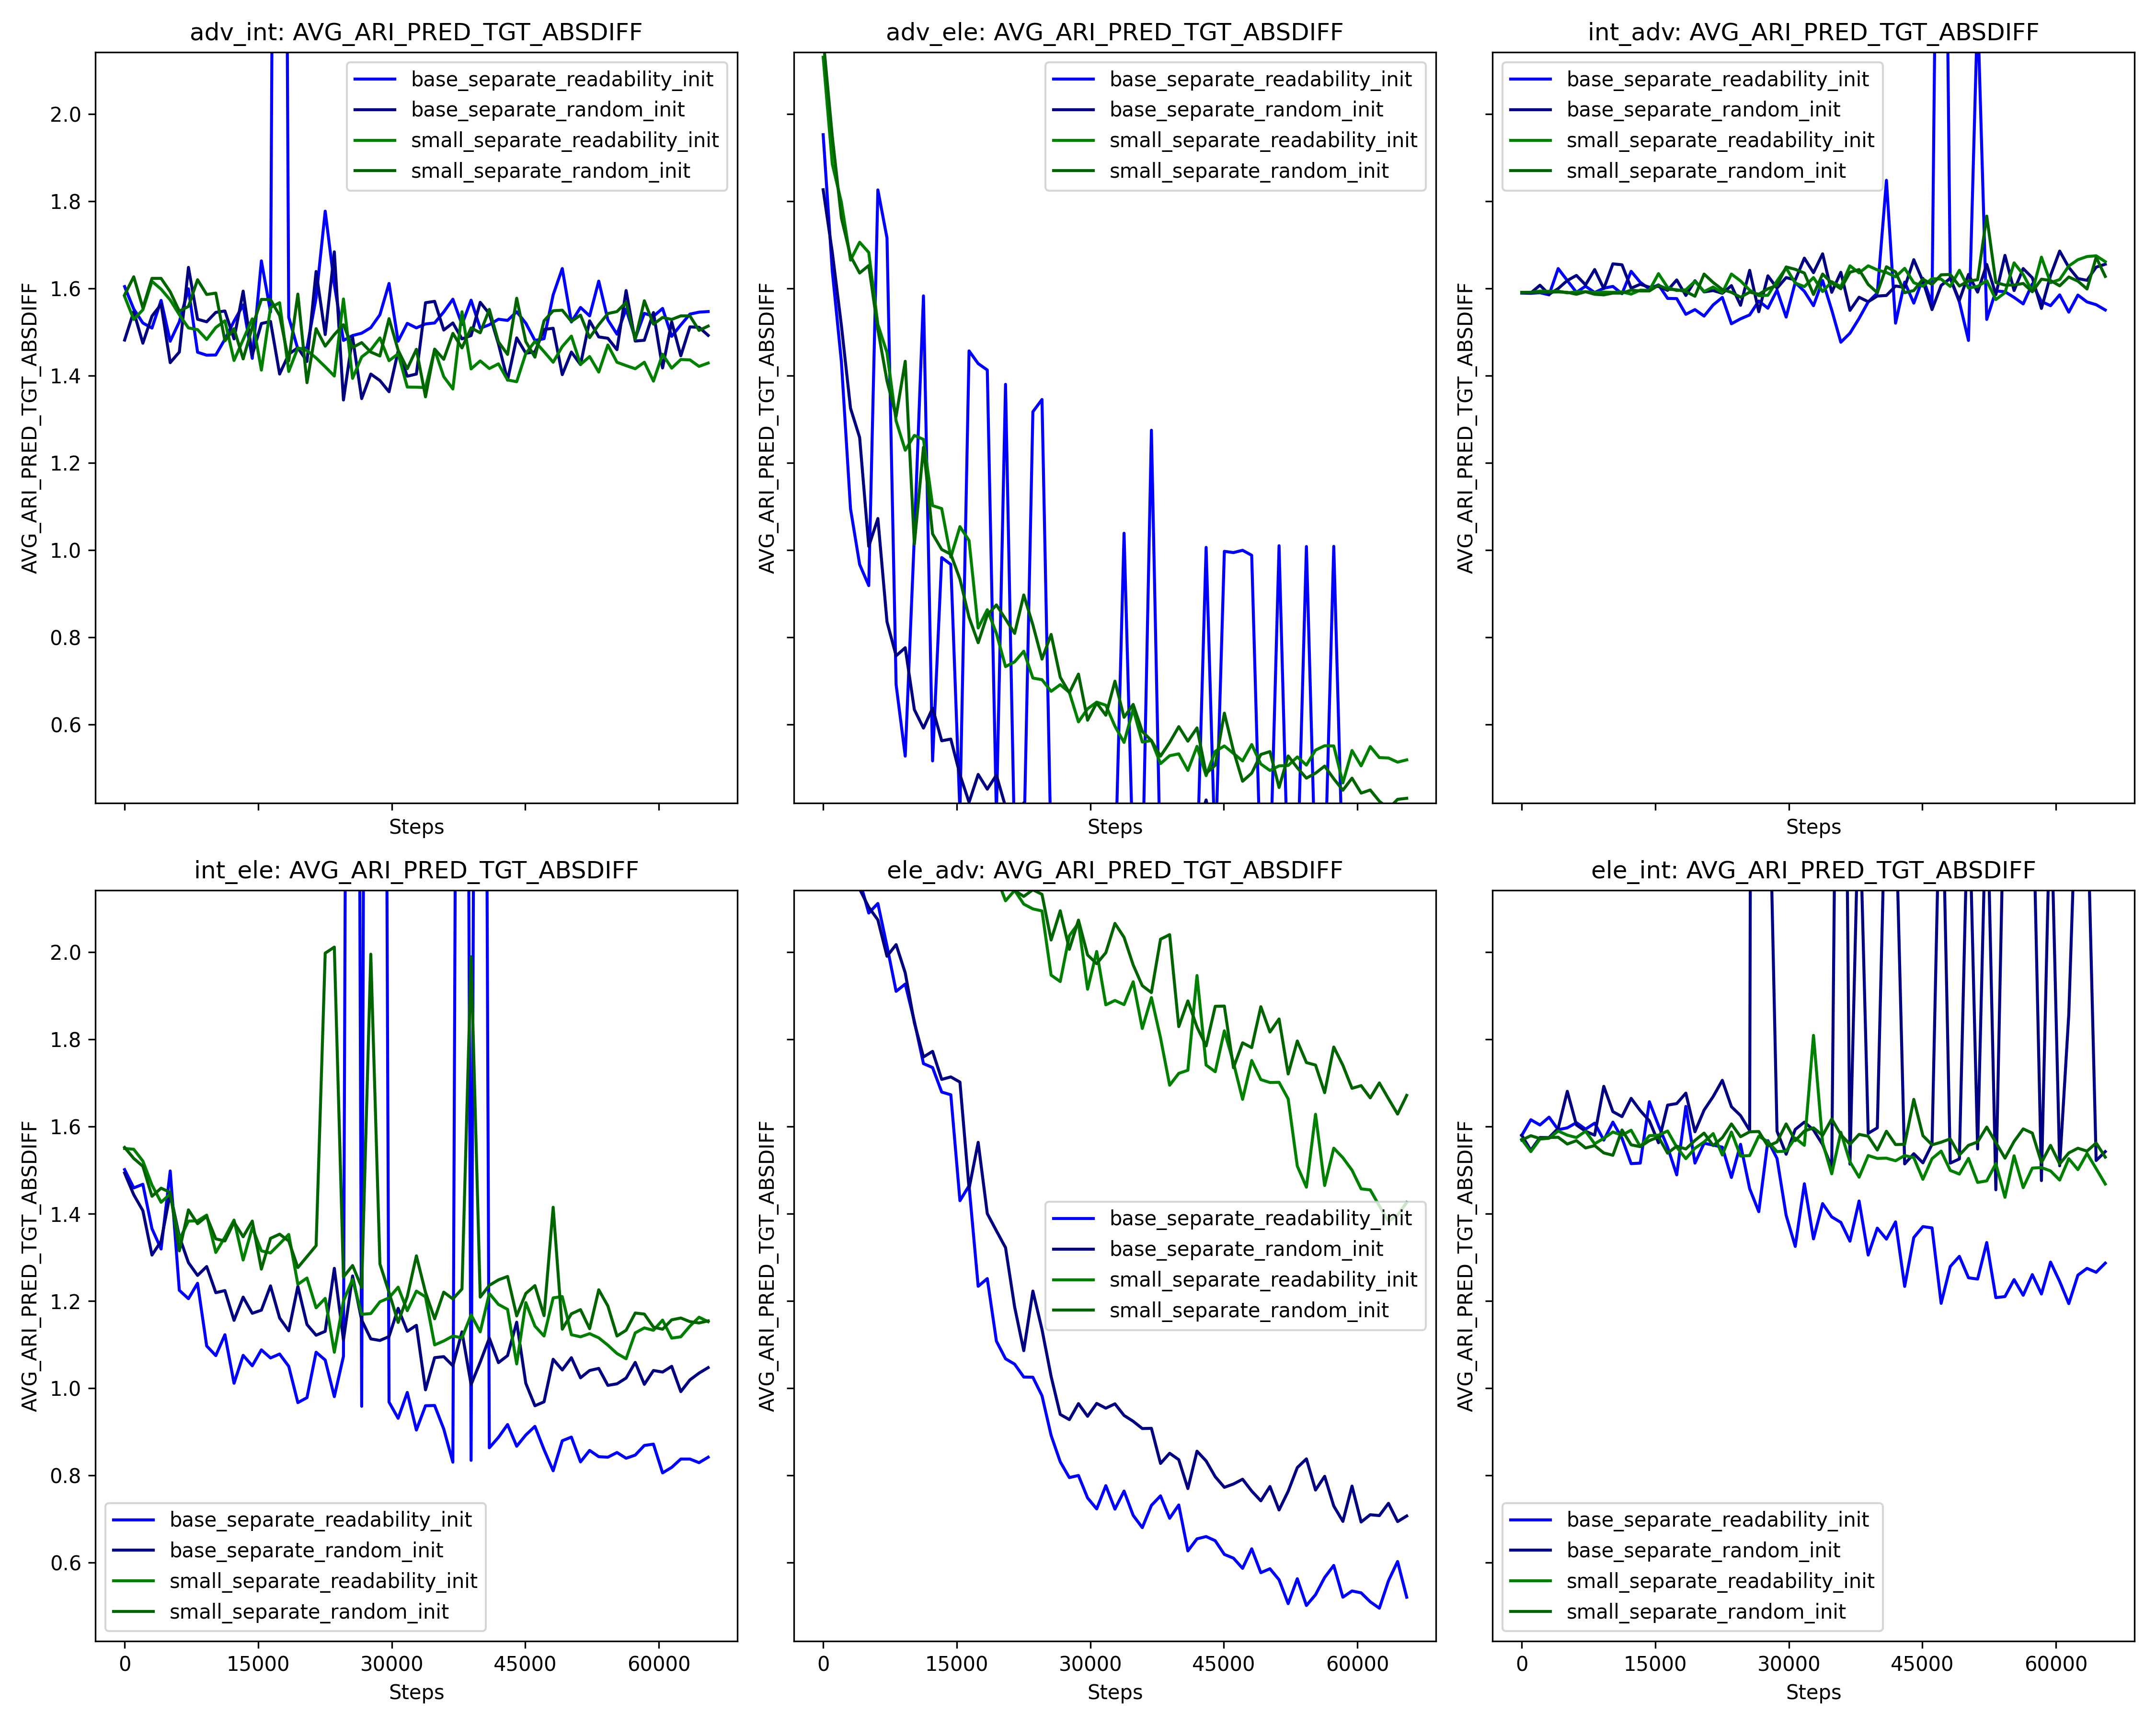 adv_int: AVG_ARI_PRED_TGT_ABSDIFF
AVG_ARI_PRED_TGT_ABSDIFF
2.0
1.8
1.6
1.4
1.2
1.0
0.8
0.6
base_separate_readability_init
base_separate_random_init
small_separate_readability_init
small_separate_random_init
Steps
adv_ele: AVG_ARI_PRED_TGT_ABSDIFF
AVG_ARI_PRED_TGT_ABSDIFF
base_separate_readability_init
base_separate_random_init
small_separate_readability_init
small_separate_random_init
Steps
int_adv: AVG_ARI_PRED_TGT_ABSDIFF
AVG_ARI_PRED_TGT_ABSDIFF
base_separate_readability_init
base_separate_random_init
small_separate_readability_init
small_separate_random_init
Steps
int_ele: AVG_ARI_PRED_TGT_ABSDIFF
AVG_ARI_PRED_TGT_ABSDIFF
2.0
1.8
1.6
1.4
1.2
1.0
0.8
0.6
base_separate_readability_init
base_separate_random_init
small_separate_readability_init
small_separate_random_init
0 15000 30000 45000 60000
Steps
ele_adv: AVG_ARI_PRED_TGT_ABSDIFF
AVG_ARI_PRED_TGT_ABSDIFF
base_separate_readability_init
base_separate_random_init
small_separate_readability_init
small_separate_random_init
0 15000 30000 45000 60000
Steps
ele_int: AVG_ARI_PRED_TGT_ABSDIFF
AVG_ARI_PRED_TGT_ABSDIFF
base_separate_readability_init
base_separate_random_init
small_separate_readability_init
small_separate_random_init
0 15000 30000 45000 60000
Steps